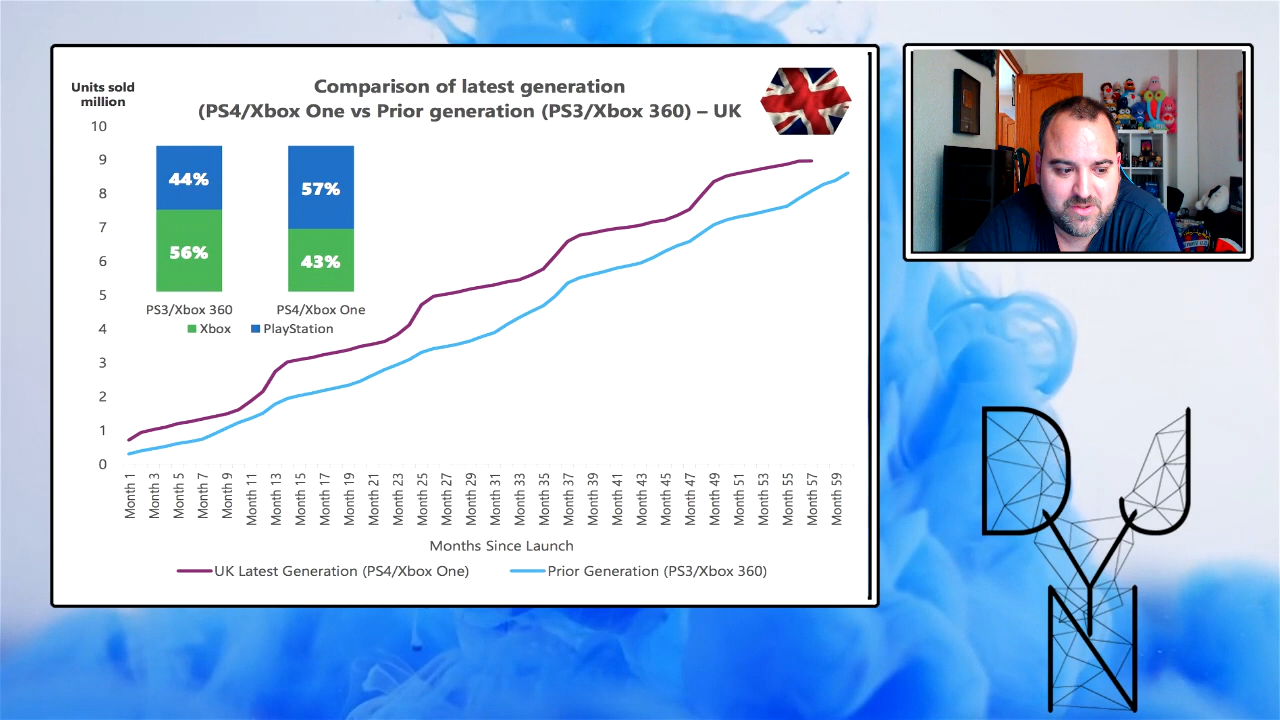 Units sold
million
Comparison of latest generation
(PS4/Xbox One vs Prior generation (PS3/Xbox 360) – UK
10
9
8
7
6
5
4
3
2
1
0
44%
56%
57%
43%
PS3/Xbox 360
PS4/Xbox One
Xbox
PlayStation
Month 1
Month 3
Month 5
Month 7
Month 9
Month 11
Month 13
Month 15
Month 17
Month 19
Month 21
Month 23
Month 25
Month 27
Month 29
Month 31
Month 33
Month 35
Month 37
Month 39
Month 41
Month 43
Month 45
Month 47
Month 49
Month 51
Month 53
Month 55
Month 57
Month 59
Months Since Launch
UK Latest Generation (PS4/Xbox One)
Prior Generation (PS3/Xbox 360)
D U
Y
N